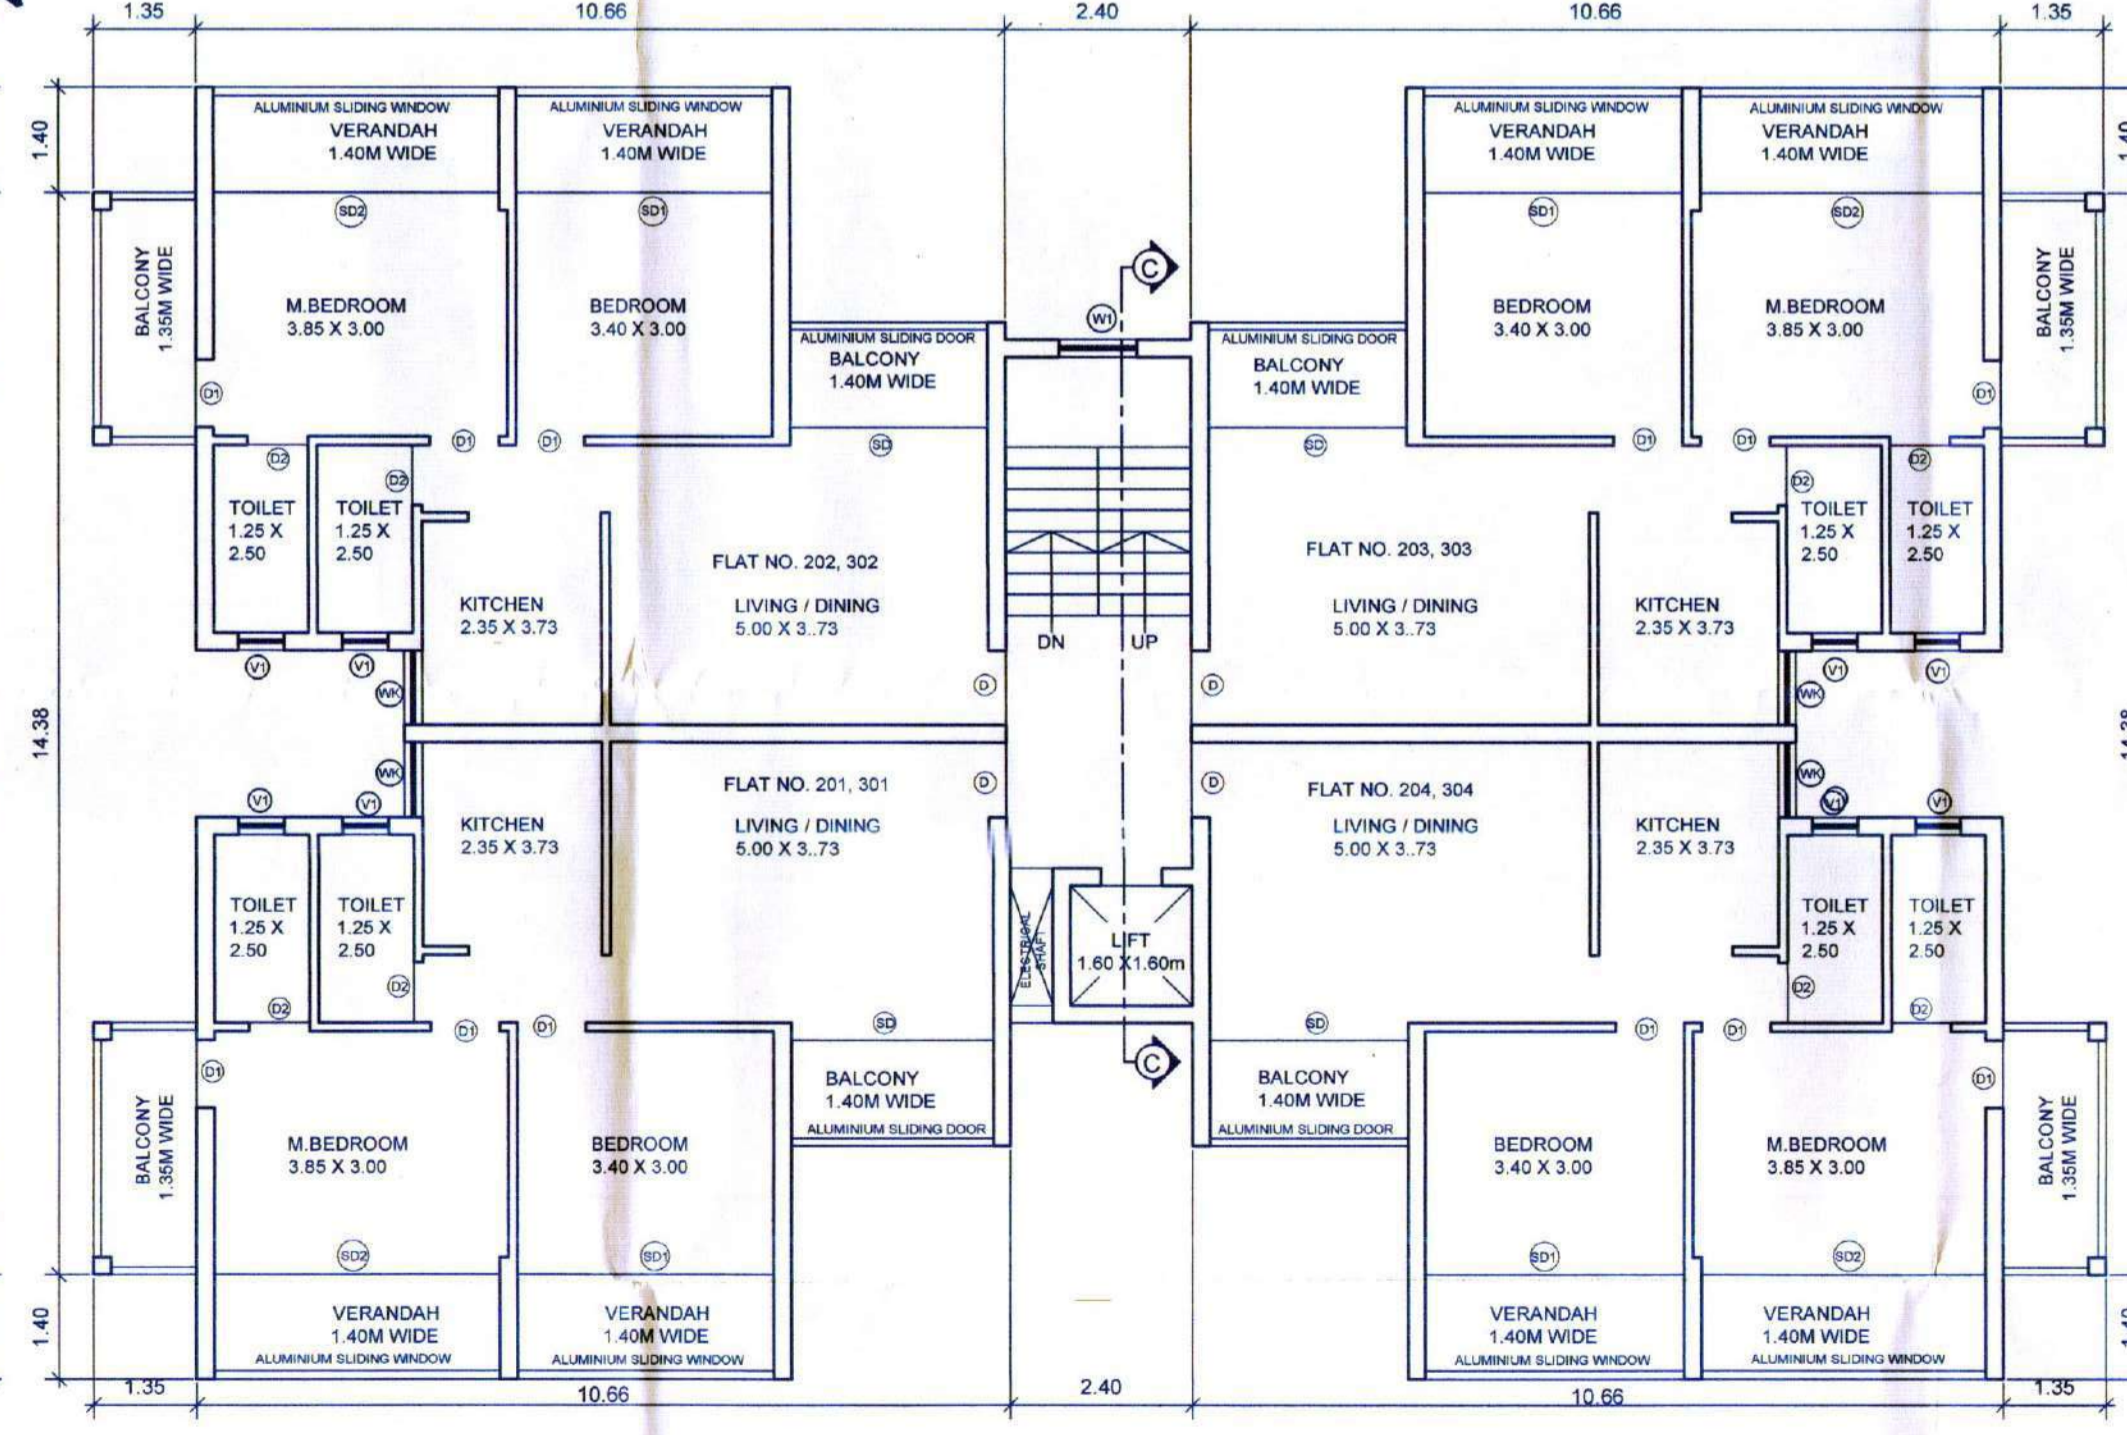 1.35
10.66
2.40
10.66
1.35
ALUMINIUM SLIDING WINDOW
VERANDAH
1.40M WIDE
ALUMINIUM SLIDING WINDOW
VERANDAH
1.40M WIDE
ALUMINIUM SLIDING WINDOW
VERANDAH
1.40M WIDE
ALUMINIUM SLIDING WINDOW
VERANDAH
1.40M WIDE
1.40
1.40
SD2
SD1
SD1
SD2
BALCONY
1.35M WIDE
M.BEDROOM
3.85 X 3.00
BEDROOM
3.40 X 3.00
C
W1
BEDROOM
3.40 X 3.00
M.BEDROOM
3.85 X 3.00
BALCONY
1.35M WIDE
ALUMINIUM SLIDING DOOR
BALCONY
1.40M WIDE
ALUMINIUM SLIDING DOOR
BALCONY
1.40M WIDE
D1
D1
D1
D1
SD
SD
D1
D1
D2
D2
D2
D2
TOILET
1.25 X
2.50
TOILET
1.25 X
2.50
TOILET
1.25 X
2.50
TOILET
1.25 X
2.50
FLAT NO. 202, 302
FLAT NO. 203, 303
KITCHEN
2.35 X 3.73
LIVING / DINING
5.00 X 3..73
LIVING / DINING
5.00 X 3..73
KITCHEN
2.35 X 3.73
DN
UP
V1
V1
WK
D
D
V1
V1
WK
14.38
14.38
WK
V1
V1
D
D
WK
V1
V1
FLAT NO. 201, 301
FLAT NO. 204, 304
KITCHEN
2.35 X 3.73
LIVING / DINING
5.00 X 3..73
LIVING / DINING
5.00 X 3..73
KITCHEN
2.35 X 3.73
TOILET
1.25 X
2.50
TOILET
1.25 X
2.50
ELECTRICAL
SHAFT
LIFT
1.60 X1.60m
TOILET
1.25 X
2.50
TOILET
1.25 X
2.50
D2
D2
D2
D2
D1
D1
SD
SD
D1
D1
D1
D1
C
BALCONY
1.40M WIDE
ALUMINIUM SLIDING DOOR
BALCONY
1.40M WIDE
ALUMINIUM SLIDING DOOR
BALCONY
1.35M WIDE
M.BEDROOM
3.85 X 3.00
BEDROOM
3.40 X 3.00
BEDROOM
3.40 X 3.00
M.BEDROOM
3.85 X 3.00
BALCONY
1.35M WIDE
SD2
SD1
SD1
SD2
1.40
VERANDAH
1.40M WIDE
ALUMINIUM SLIDING WINDOW
VERANDAH
1.40M WIDE
ALUMINIUM SLIDING WINDOW
VERANDAH
1.40M WIDE
ALUMINIUM SLIDING WINDOW
VERANDAH
1.40M WIDE
ALUMINIUM SLIDING WINDOW
1.40
1.35
10.66
2.40
10.66
1.35